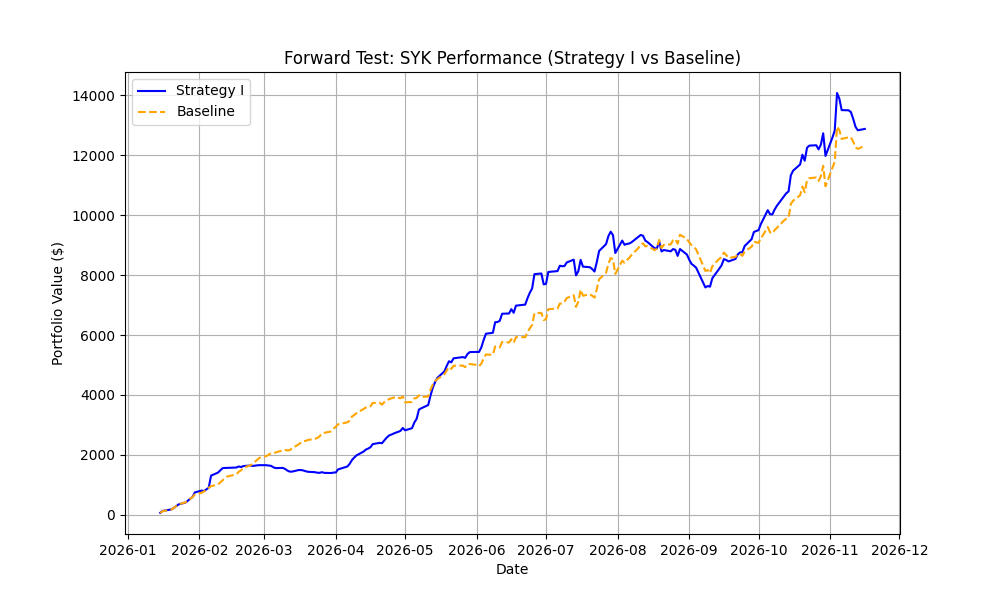 Forward Test: SYK Performance (Strategy I vs Baseline)
Strategy I
Baseline
Portfolio Value ($)
14000
12000
10000
8000
6000
4000
2000
0
2026-01 2026-02 2026-03 2026-04 2026-05 2026-06 2026-07 2026-08 2026-09 2026-10 2026-11 2026-12
Date